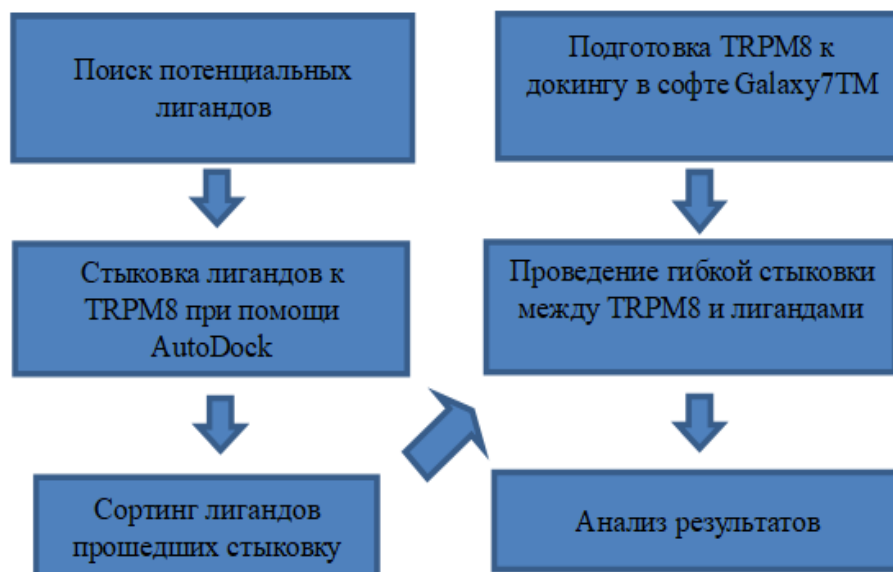 Поиск потенциальных
лигандов
Стыковка лигандов к
TRPM8 при помощи
AutoDock
Сортинг лигандов
прошедших стыковку
Подготовка TRPM8 к
докингу в софте Galaxy7TM
Проведение гибкой стыковки
между TRPM8 и лигандами
Анализ результатов